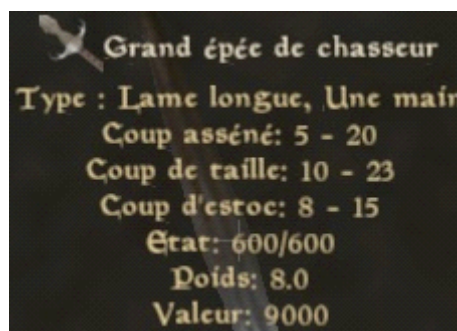 Grand épée de chasseur
Type : Lame longue, Une main
Coup asséné: 5 - 20
Coup de taille: 10 - 23
Coup d'estoc: 8 - 15
Etat: 600/600
Poids: 8.0
Valeur: 9000